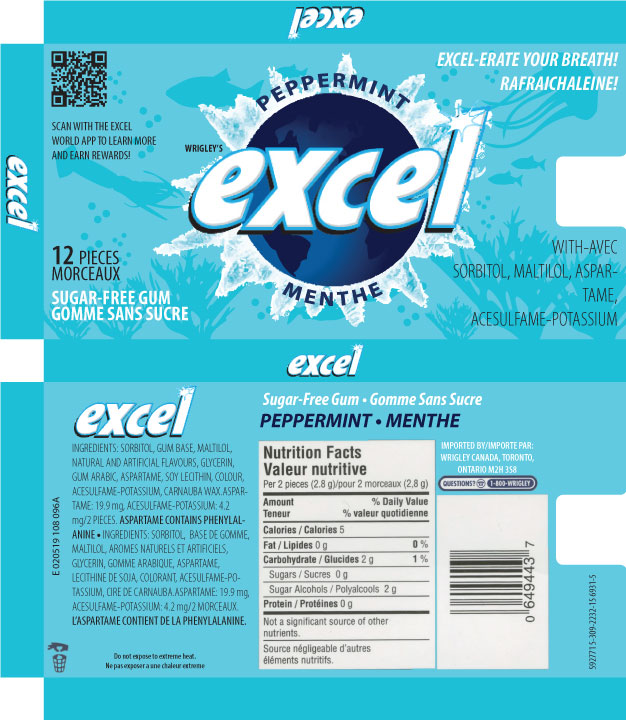 excel
EXCEL-ERATE YOUR BREATH!
RAFRAICHALEINE!
SCAN WITH THE EXCEL
WORLD APP TO LEARN MORE
AND EARN REWARDS!
PEPPERMINT
WRIGLEY'S
excel
MENTHE
excel
12 PIECES
MORCEAUX
SUGAR-FREE GUM
GOMME SANS SUCRE
WITH-AVEC
SORBITOL, MALTILOL, ASPAR-
TAME,
ACESULFAME-POTASSIUM
excel
excel
Sugar-Free Gum • Gomme Sans Sucre
PEPPERMINT • MENTHE
INGREDIENTS: SORBITOL, GUM BASE, MALTILOL,
NATURAL AND ARTIFICIAL FLAVOURS, GLYCERIN,
GUM ARABIC, ASPARTAME, SOY LECITHIN, COLOUR,
ACESULFAME-POTASSIUM, CARNAUBA WAX.ASPAR-
TAME: 19.9 mg, ACESULFAME-POTASSIUM: 4.2
mg/2 PIECES. ASPARTAME CONTAINS PHENYLAL-
ANINE • INGREDIENTS: SORBITOL, BASE DE GOMME,
MALTILOL, AROMES NATURELS ET ARTIFICIELS,
GLYCERIN, GOMME ARABIQUE, ASPARTAME,
LECITHINE DE SOJA, COLORANT, ACESULFAME-PO-
TASSIUM, CIRE DE CARNAUBA.ASPARTAME: 19.9 mg,
ACESULFAME-POTASSIUM: 4.2 mg/2 MORCEAUX.
L'ASPARTAME CONTIENT DE LA PHENYLALANINE.
E 020519 108 096A
Do not expose to extreme heat.
Ne pas exposer a une chaleur extreme
Nutrition Facts
Valeur nutritive
Per 2 pieces (2.8 g)/pour 2 morceaux (2,8 g)
Amount % Daily Value
Teneur % valeur quotidienne
Calories / Calories 5
Fat / Lipides 0 g 0 %
Carbohydrate / Glucides 2 g 1 %
Sugars / Sucres 0 g
Sugar Alcohols / Polyalcools 2 g
Protein / Protéines 0 g
Not a significant source of other
nutrients.
Source négligeable d'autres
éléments nutritifs.
IMPORTED BY/IMPORTE PAR:
WRIGLEY CANADA, TORONTO,
ONTARIO M2H 3S8
QUESTIONS? 1-800-WRIGLEY
0 649443 7
592771 5-309-2232-15 6931-5